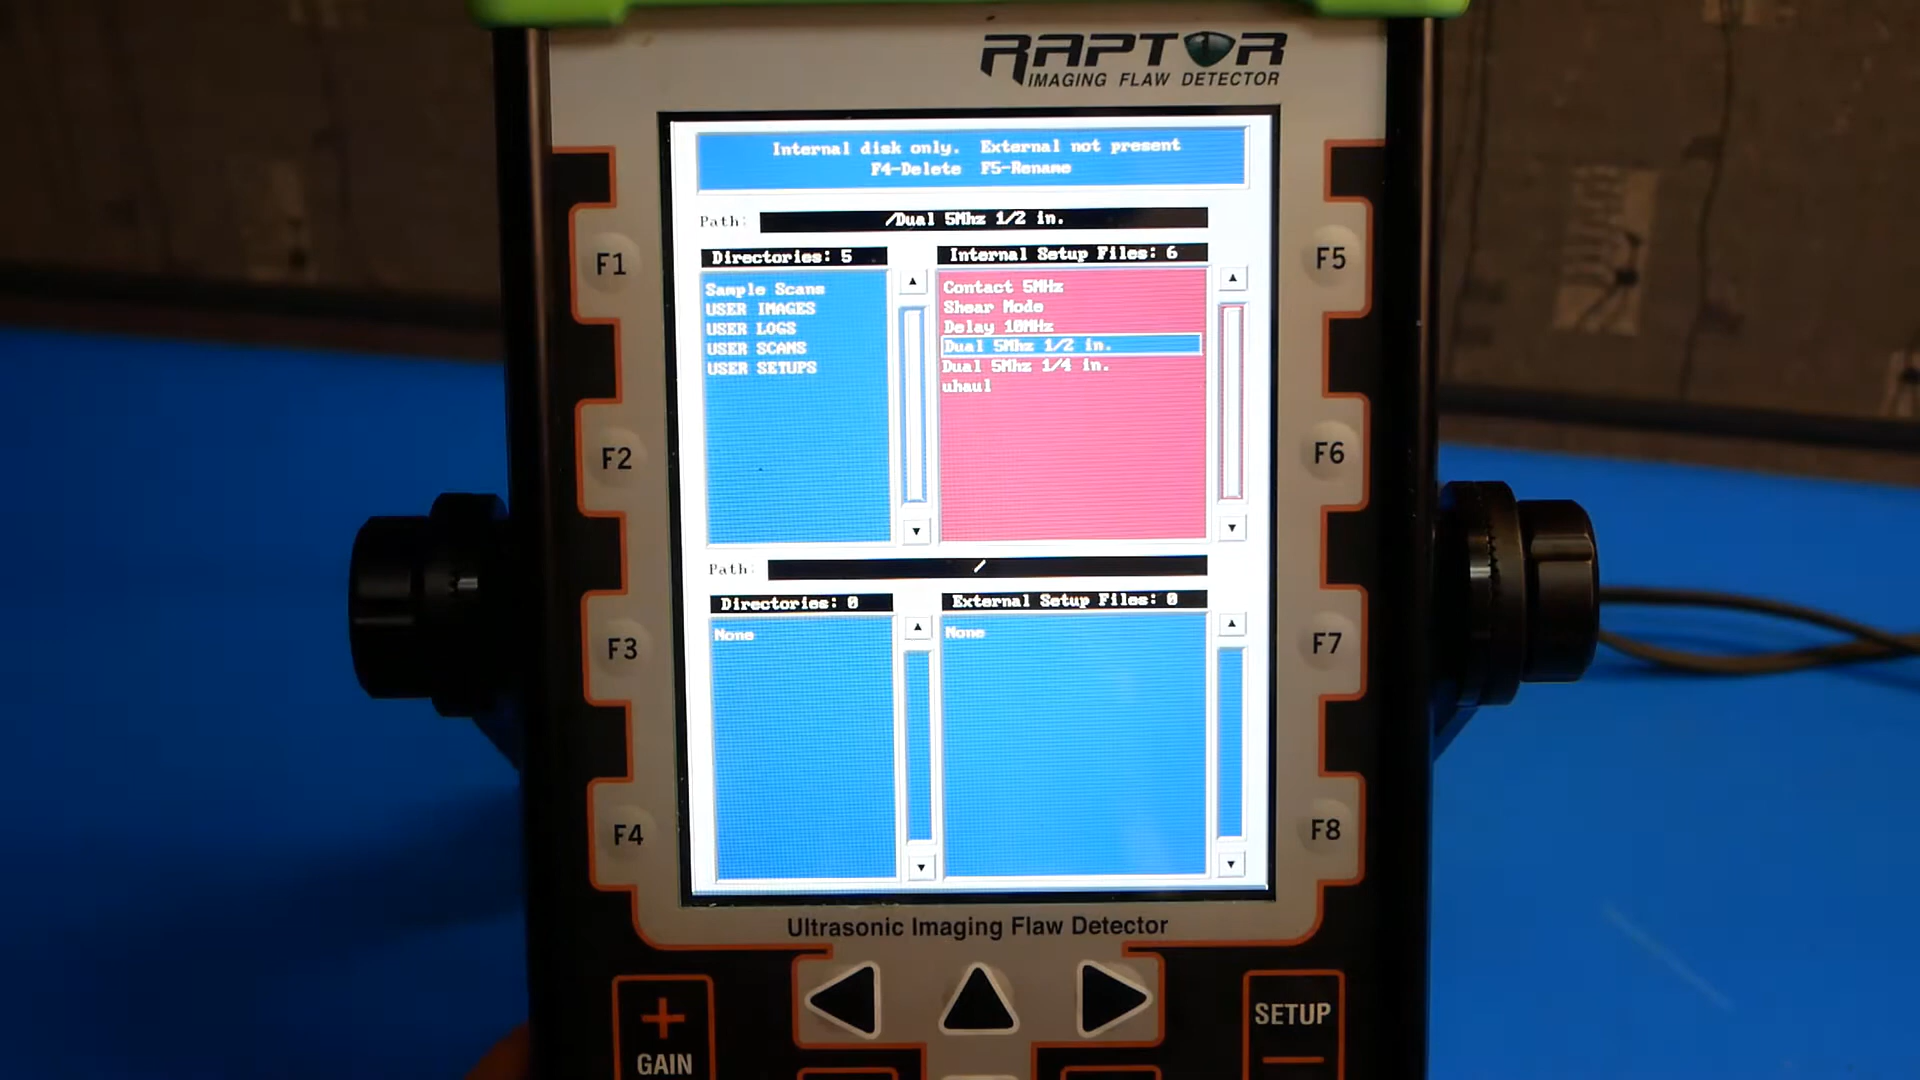 RAPTOR
IMAGING FLAW DETECTOR
Internal disk only. External not present
F4-Delete F5-Rename
Path: /Dual 5Mhz 1/2 in.
Directories: 5
Sample Scans
USER IMAGES
USER LOGS
USER SCANS
USER SETUPS
Internal Setup Files: 6
Contact 5MHz
Shear Mode
Delay 10MHz
Dual 5Mhz 1/2 in.
Dual 5Mhz 1/4 in.
uhaul
Path: /
Directories: 0
None
External Setup Files: 0
None
F1
F2
F3
F4
F5
F6
F7
F8
Ultrasonic Imaging Flaw Detector
+
GAIN
SETUP